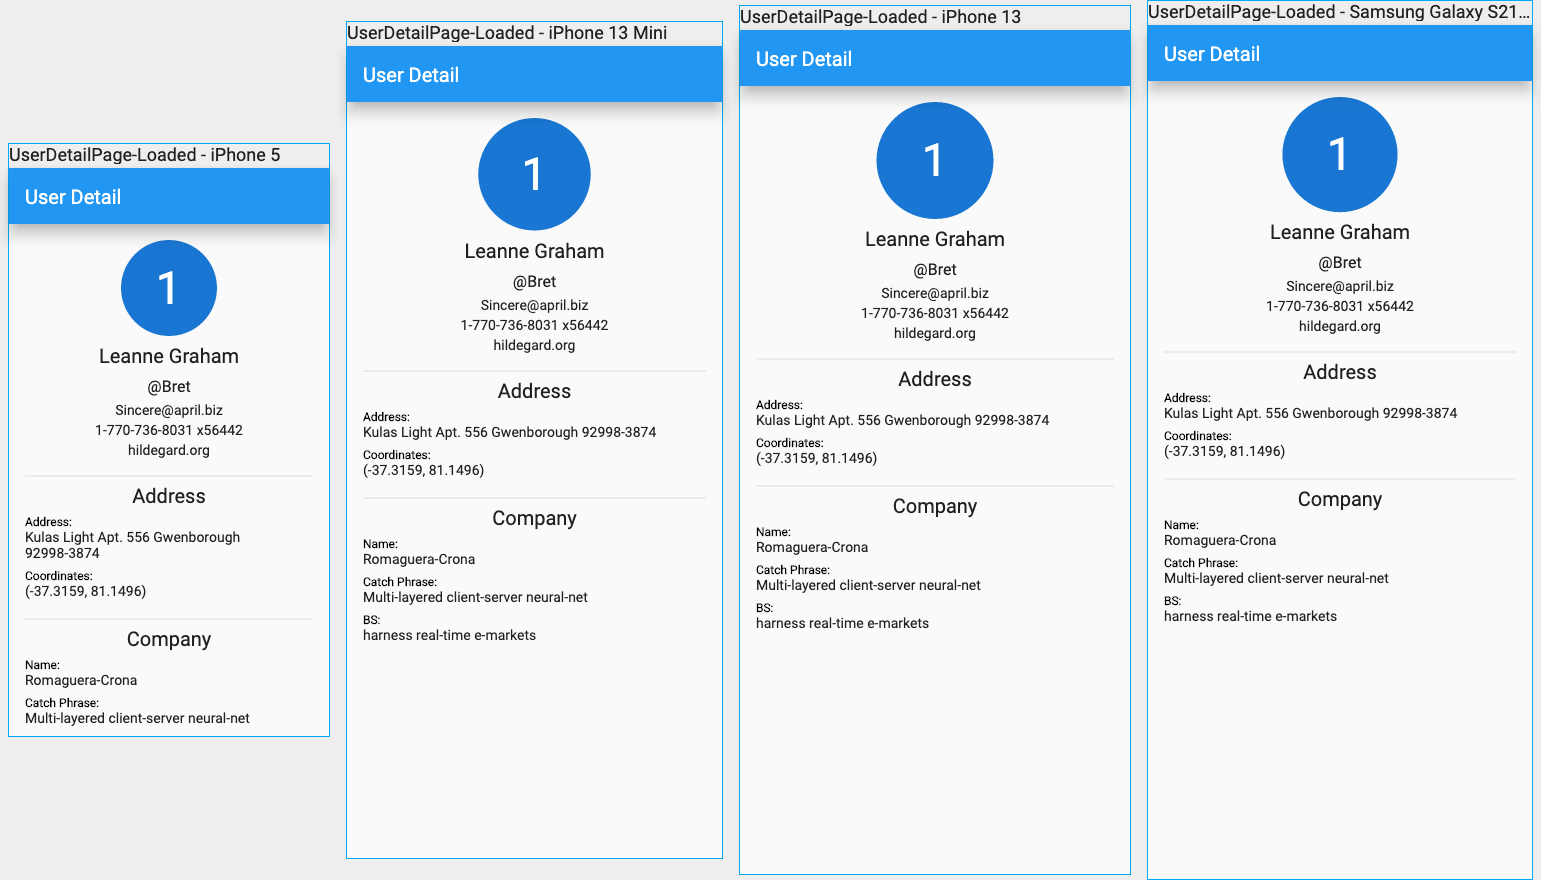 UserDetailPage-Loaded - iPhone 5
User Detail
1
Leanne Graham
@Bret
Sincere@april.biz
1-770-736-8031 x56442
hildegard.org
Address
Address:
Kulas Light Apt. 556 Gwenborough
92998-3874
Coordinates:
(-37.3159, 81.1496)
Company
Name:
Romaguera-Crona
Catch Phrase:
Multi-layered client-server neural-net
UserDetailPage-Loaded - iPhone 13 Mini
User Detail
1
Leanne Graham
@Bret
Sincere@april.biz
1-770-736-8031 x56442
hildegard.org
Address
Address:
Kulas Light Apt. 556 Gwenborough 92998-3874
Coordinates:
(-37.3159, 81.1496)
Company
Name:
Romaguera-Crona
Catch Phrase:
Multi-layered client-server neural-net
BS:
harness real-time e-markets
UserDetailPage-Loaded - iPhone 13
User Detail
1
Leanne Graham
@Bret
Sincere@april.biz
1-770-736-8031 x56442
hildegard.org
Address
Address:
Kulas Light Apt. 556 Gwenborough 92998-3874
Coordinates:
(-37.3159, 81.1496)
Company
Name:
Romaguera-Crona
Catch Phrase:
Multi-layered client-server neural-net
BS:
harness real-time e-markets
UserDetailPage-Loaded - Samsung Galaxy S21...
User Detail
1
Leanne Graham
@Bret
Sincere@april.biz
1-770-736-8031 x56442
hildegard.org
Address
Address:
Kulas Light Apt. 556 Gwenborough 92998-3874
Coordinates:
(-37.3159, 81.1496)
Company
Name:
Romaguera-Crona
Catch Phrase:
Multi-layered client-server neural-net
BS:
harness real-time e-markets